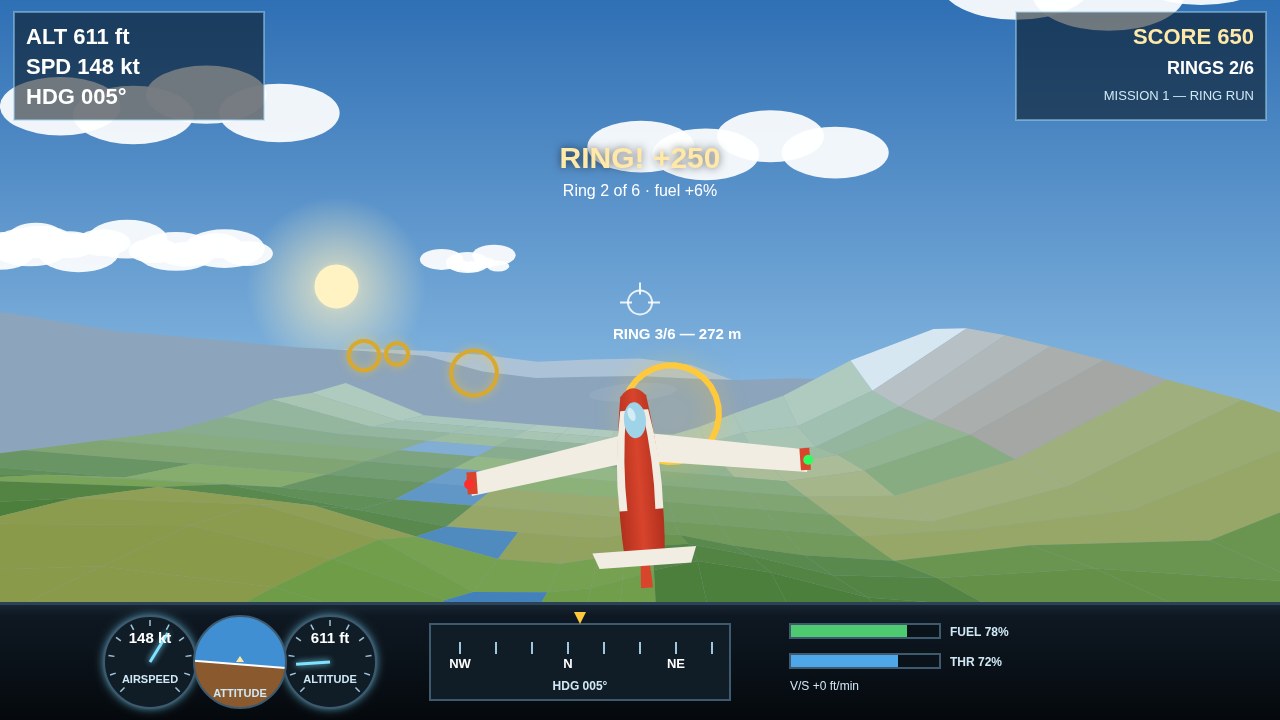 ALT 611 ft
SPD 148 kt
HDG 005°
SCORE 650
RINGS 2/6
MISSION 1 — RING RUN
RING! +250
Ring 2 of 6 · fuel +6%
RING 3/6 — 272 m
148 kt
AIRSPEED
ATTITUDE
611 ft
ALTITUDE
NW N NE
HDG 005°
FUEL 78%
THR 72%
V/S +0 ft/min